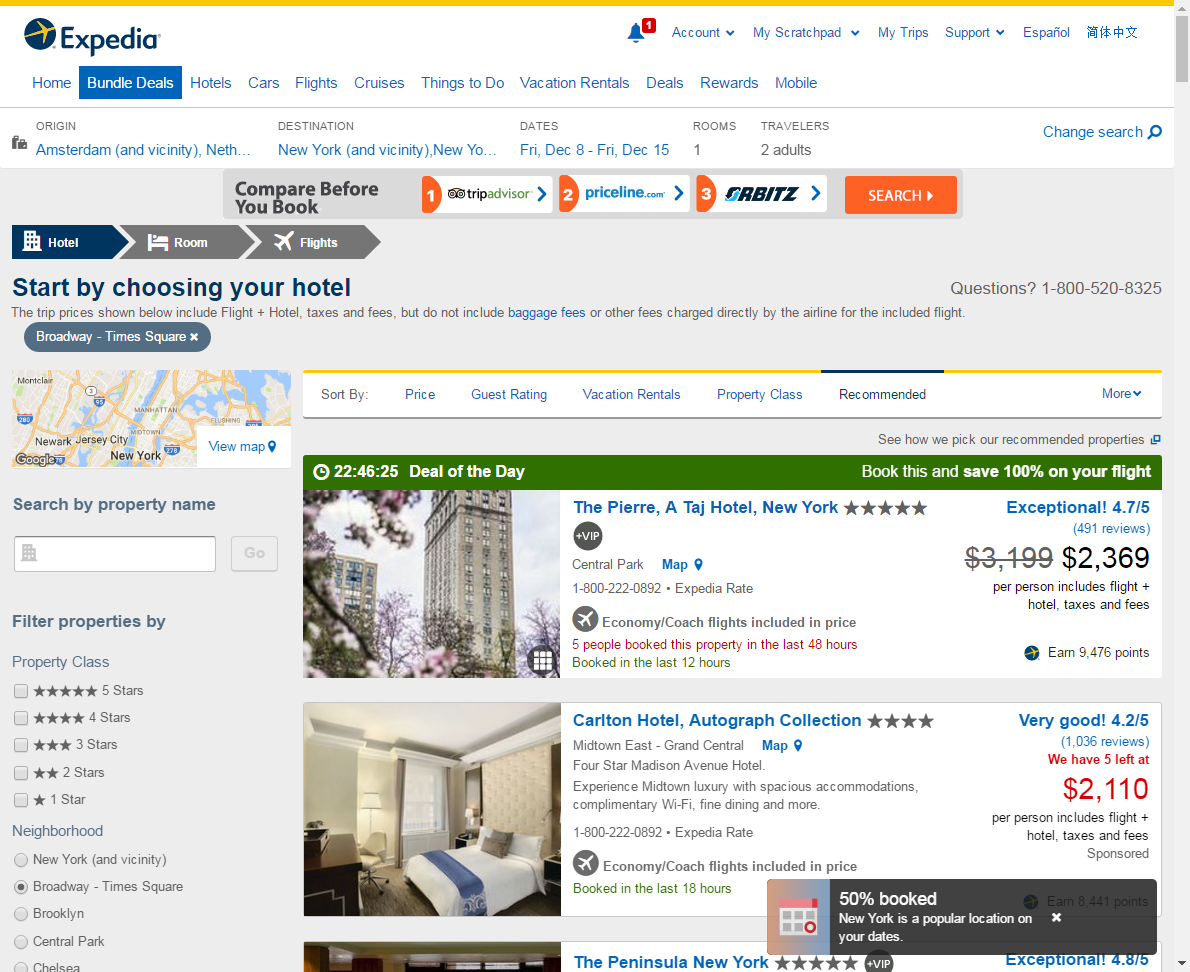 Expedia
1
Account
My Scratchpad
My Trips
Support
Español
简体中文
Home
Bundle Deals
Hotels
Cars
Flights
Cruises
Things to Do
Vacation Rentals
Deals
Rewards
Mobile
ORIGIN
Amsterdam (and vicinity), Neth...
DESTINATION
New York (and vicinity),New Yo...
DATES
Fri, Dec 8 - Fri, Dec 15
ROOMS
1
TRAVELERS
2 adults
Change search
Compare Before
You Book
1 tripadvisor
2 priceline.com
3 ORBITZ
SEARCH
Hotel
Room
Flights
Start by choosing your hotel
Questions? 1-800-520-8325
The trip prices shown below include Flight + Hotel, taxes and fees, but do not include baggage fees or other fees charged directly by the airline for the included flight.
Broadway - Times Square ×
Montclair
3
95
MANHATTAN
FLUSHING
280
MIDTOWN
Newark
Jersey City
278
New York
Google
78
View map
Search by property name
Go
Filter properties by
Property Class
★★★★★ 5 Stars
★★★★ 4 Stars
★★★ 3 Stars
★★ 2 Stars
★ 1 Star
Neighborhood
New York (and vicinity)
Broadway - Times Square
Brooklyn
Central Park
Chelsea
Sort By:
Price
Guest Rating
Vacation Rentals
Property Class
Recommended
More
See how we pick our recommended properties
22:46:25 Deal of the Day
Book this and save 100% on your flight
The Pierre, A Taj Hotel, New York ★★★★★
+VIP
Central Park
Map
1-800-222-0892 • Expedia Rate
Economy/Coach flights included in price
5 people booked this property in the last 48 hours
Booked in the last 12 hours
Exceptional! 4.7/5
(491 reviews)
$3,199 $2,369
per person includes flight +
hotel, taxes and fees
Earn 9,476 points
Carlton Hotel, Autograph Collection ★★★★
Midtown East - Grand Central
Map
Four Star Madison Avenue Hotel.
Experience Midtown luxury with spacious accommodations,
complimentary Wi-Fi, fine dining and more.
1-800-222-0892 • Expedia Rate
Economy/Coach flights included in price
Booked in the last 18 hours
Very good! 4.2/5
(1,036 reviews)
We have 5 left at
$2,110
per person includes flight +
hotel, taxes and fees
Sponsored
Earn 8,441 points
50% booked
New York is a popular location on
your dates.
×
The Peninsula New York ★★★★★ +VIP
Exceptional! 4.8/5